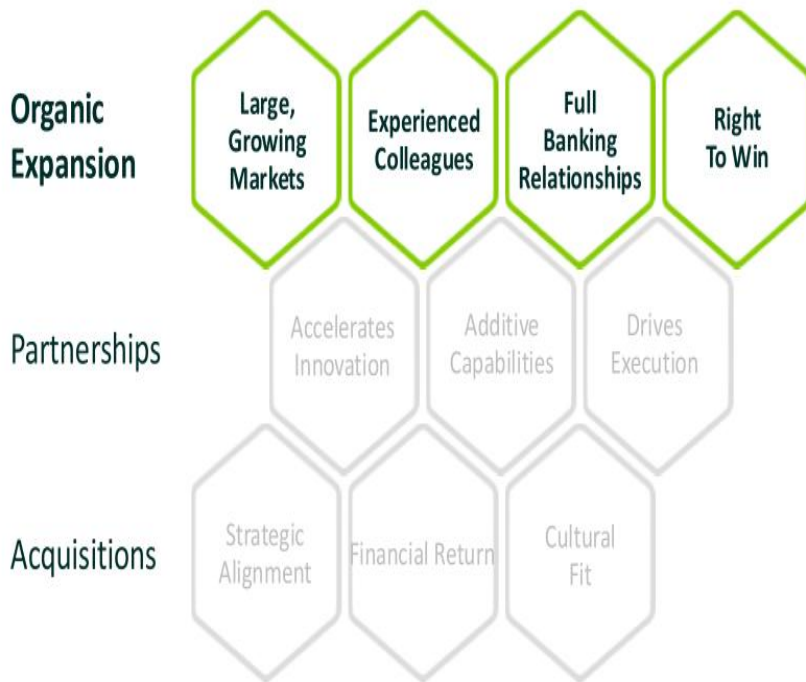 Organic
Expansion
Large,
Growing
Markets
Experienced
Colleagues
Full
Banking
Relationships
Right
To Win
Partnerships
Accelerates
Innovation
Additive
Capabilities
Drives
Execution
Acquisitions
Strategic
Alignment
Financial Return
Cultural
Fit